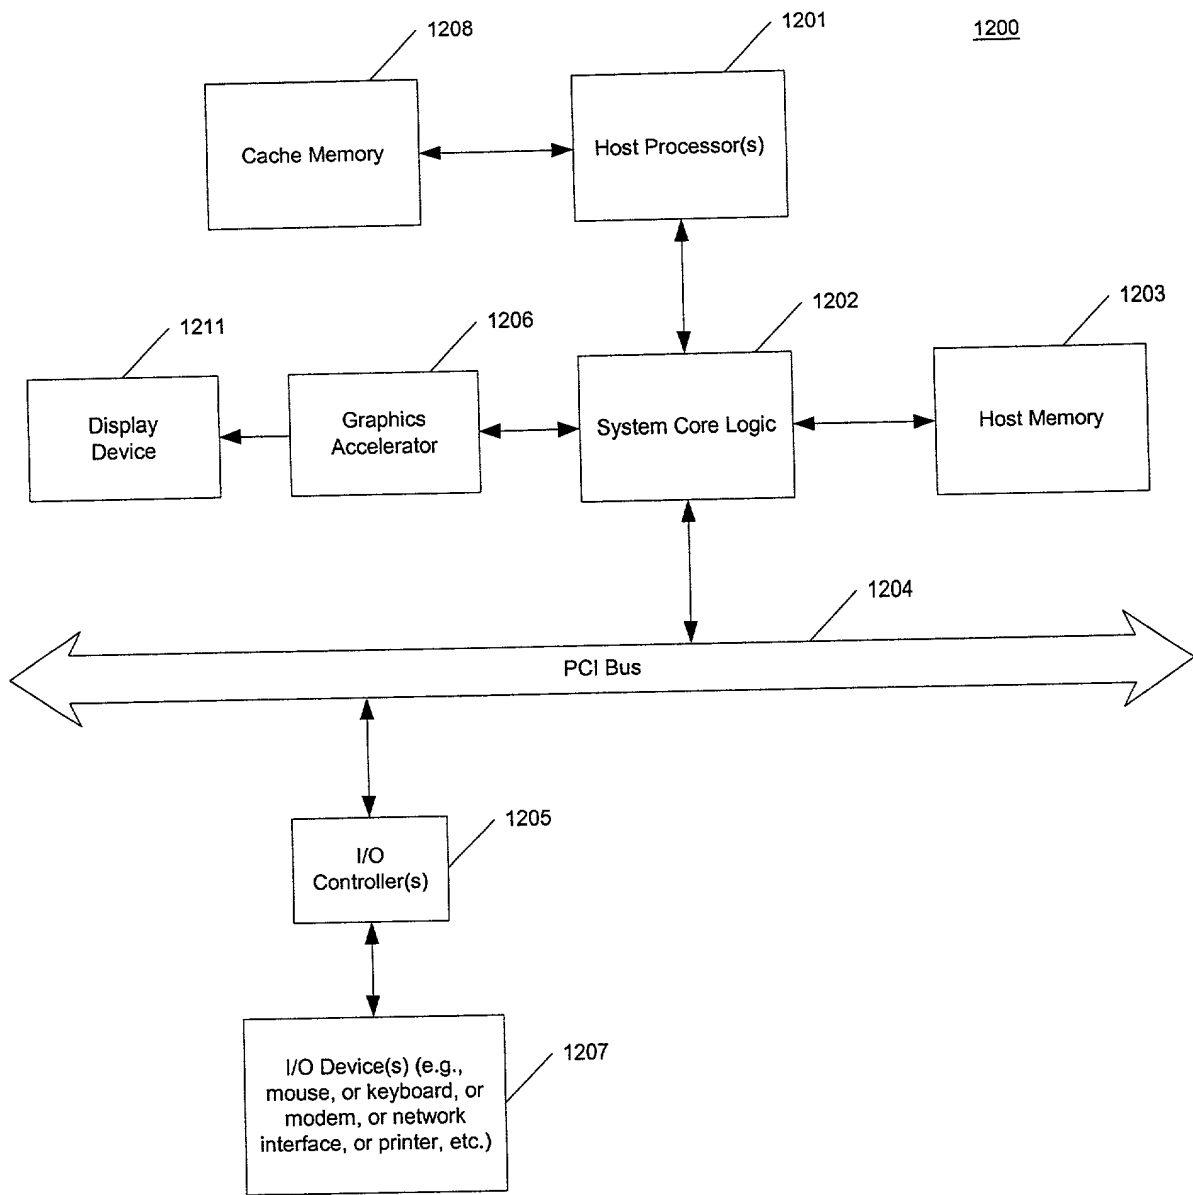 1208
1201
1200
Cache Memory
Host Processor(s)
1211
1206
1202
1203
Display
Device
Graphics
Accelerator
System Core Logic
Host Memory
1204
PCI Bus
1205
I/O
Controller(s)
1207
I/O Device(s) (e.g.,
mouse, or keyboard, or
modem, or network
interface, or printer, etc.)